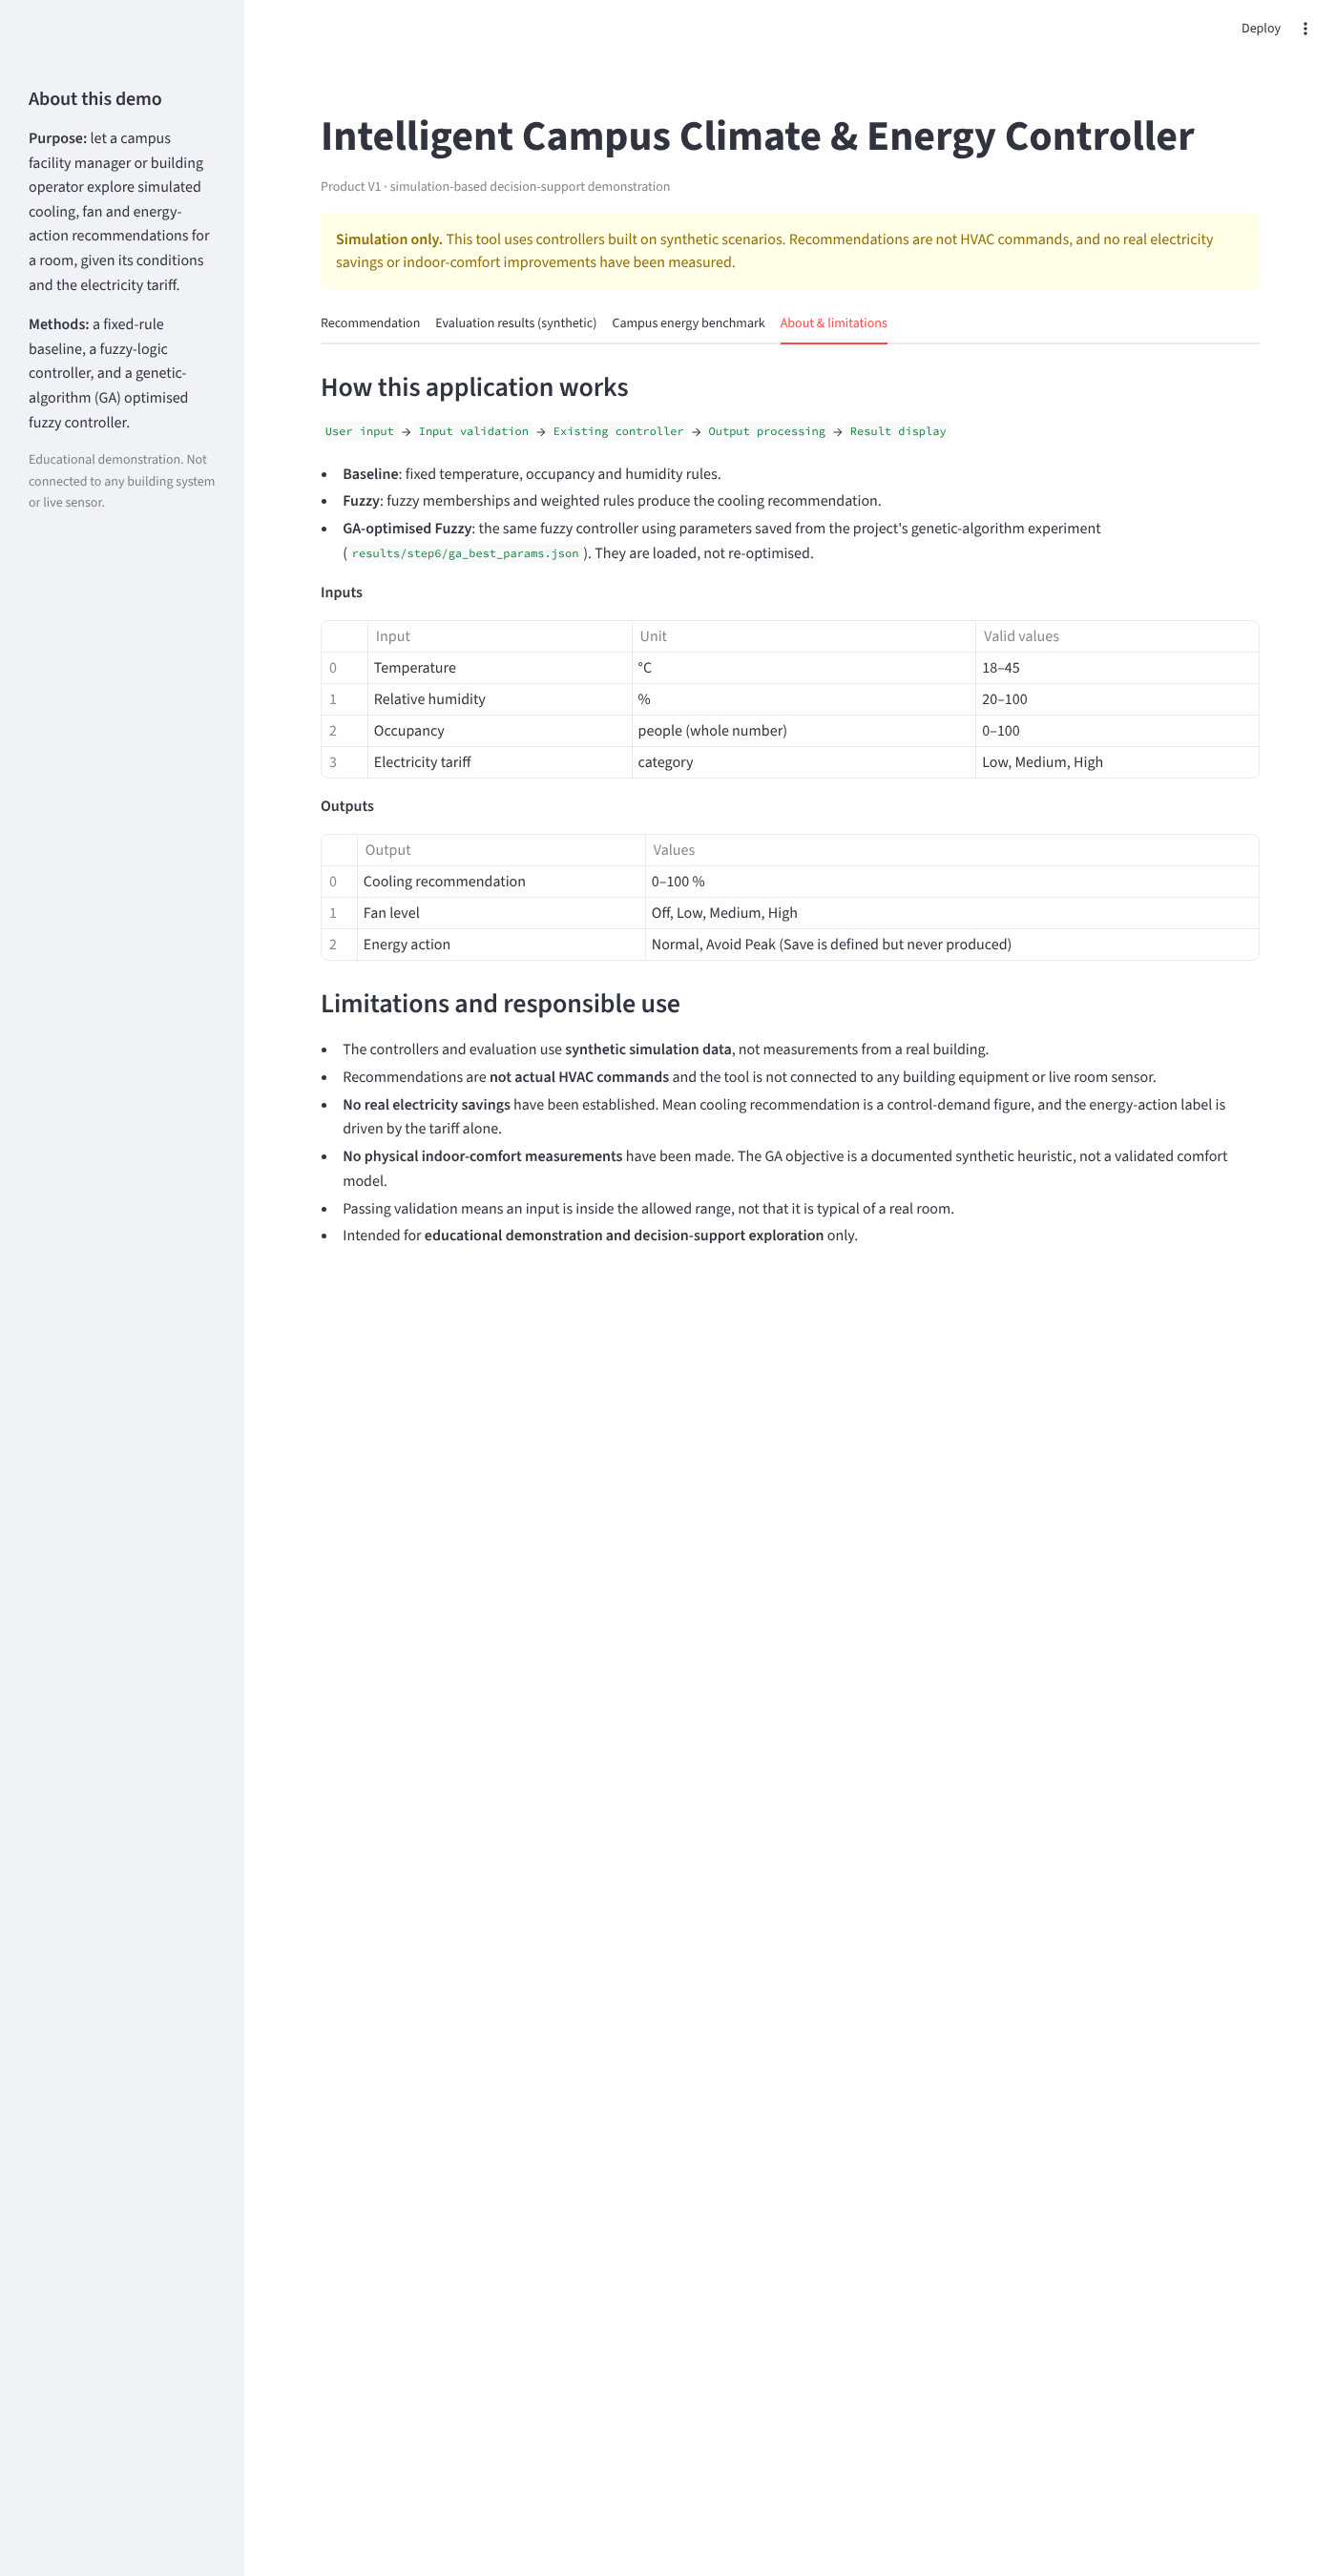 Deploy
About this demo
Purpose: let a campus
facility manager or building
operator explore simulated
cooling, fan and energy-
action recommendations for
a room, given its conditions
and the electricity tariff.
Methods: a fixed-rule
baseline, a fuzzy-logic
controller, and a genetic-
algorithm (GA) optimised
fuzzy controller.
Educational demonstration. Not
connected to any building system
or live sensor.
Intelligent Campus Climate & Energy Controller
Product V1 · simulation-based decision-support demonstration
Simulation only. This tool uses controllers built on synthetic scenarios. Recommendations are not HVAC commands, and no real electricity
savings or indoor-comfort improvements have been measured.
Recommendation Evaluation results (synthetic) Campus energy benchmark About & limitations
How this application works
User input → Input validation → Existing controller → Output processing → Result display
• Baseline: fixed temperature, occupancy and humidity rules.
• Fuzzy: fuzzy memberships and weighted rules produce the cooling recommendation.
• GA-optimised Fuzzy: the same fuzzy controller using parameters saved from the project's genetic-algorithm experiment
( results/step6/ga_best_params.json ). They are loaded, not re-optimised.
Inputs
Input Unit Valid values
0 Temperature °C 18–45
1 Relative humidity % 20–100
2 Occupancy people (whole number) 0–100
3 Electricity tariff category Low, Medium, High
Outputs
Output Values
0 Cooling recommendation 0–100 %
1 Fan level Off, Low, Medium, High
2 Energy action Normal, Avoid Peak (Save is defined but never produced)
Limitations and responsible use
• The controllers and evaluation use synthetic simulation data, not measurements from a real building.
• Recommendations are not actual HVAC commands and the tool is not connected to any building equipment or live room sensor.
• No real electricity savings have been established. Mean cooling recommendation is a control-demand figure, and the energy-action label is
driven by the tariff alone.
• No physical indoor-comfort measurements have been made. The GA objective is a documented synthetic heuristic, not a validated comfort
model.
• Passing validation means an input is inside the allowed range, not that it is typical of a real room.
• Intended for educational demonstration and decision-support exploration only.